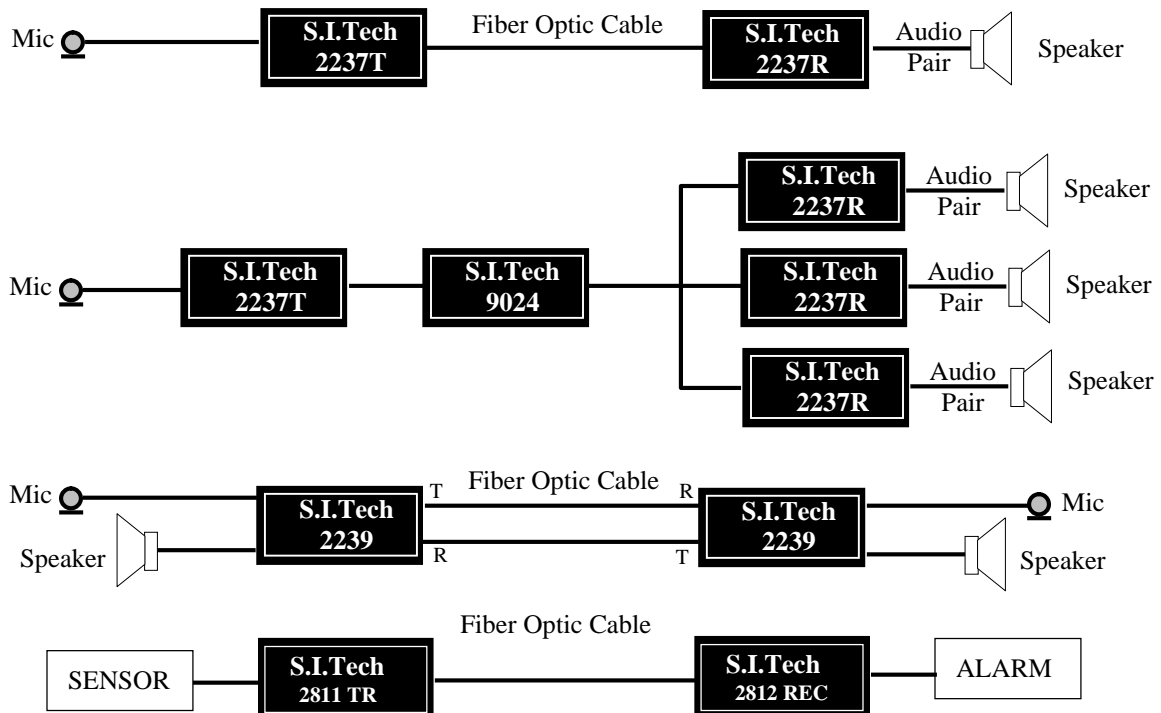 Mic
S.I.Tech
2237T
Fiber Optic Cable
S.I.Tech
2237R
Audio
Pair
Speaker
S.I.Tech
2237R
Audio
Pair
Speaker
Mic
S.I.Tech
2237T
S.I.Tech
9024
S.I.Tech
2237R
Audio
Pair
Speaker
S.I.Tech
2237R
Audio
Pair
Speaker
Mic
Speaker
S.I.Tech
2239
T
R
Fiber Optic Cable
R
T
S.I.Tech
2239
Mic
Speaker
SENSOR
S.I.Tech
2811 TR
Fiber Optic Cable
S.I.Tech
2812 REC
ALARM